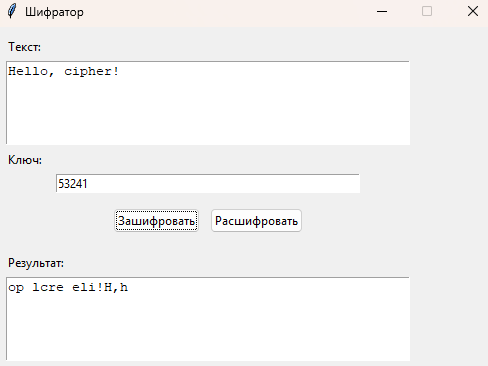 Шифратор
Текст:
Hello, cipher!
Ключ:
53241
Зашифровать Расшифровать
Результат:
op lcre eli!H,h